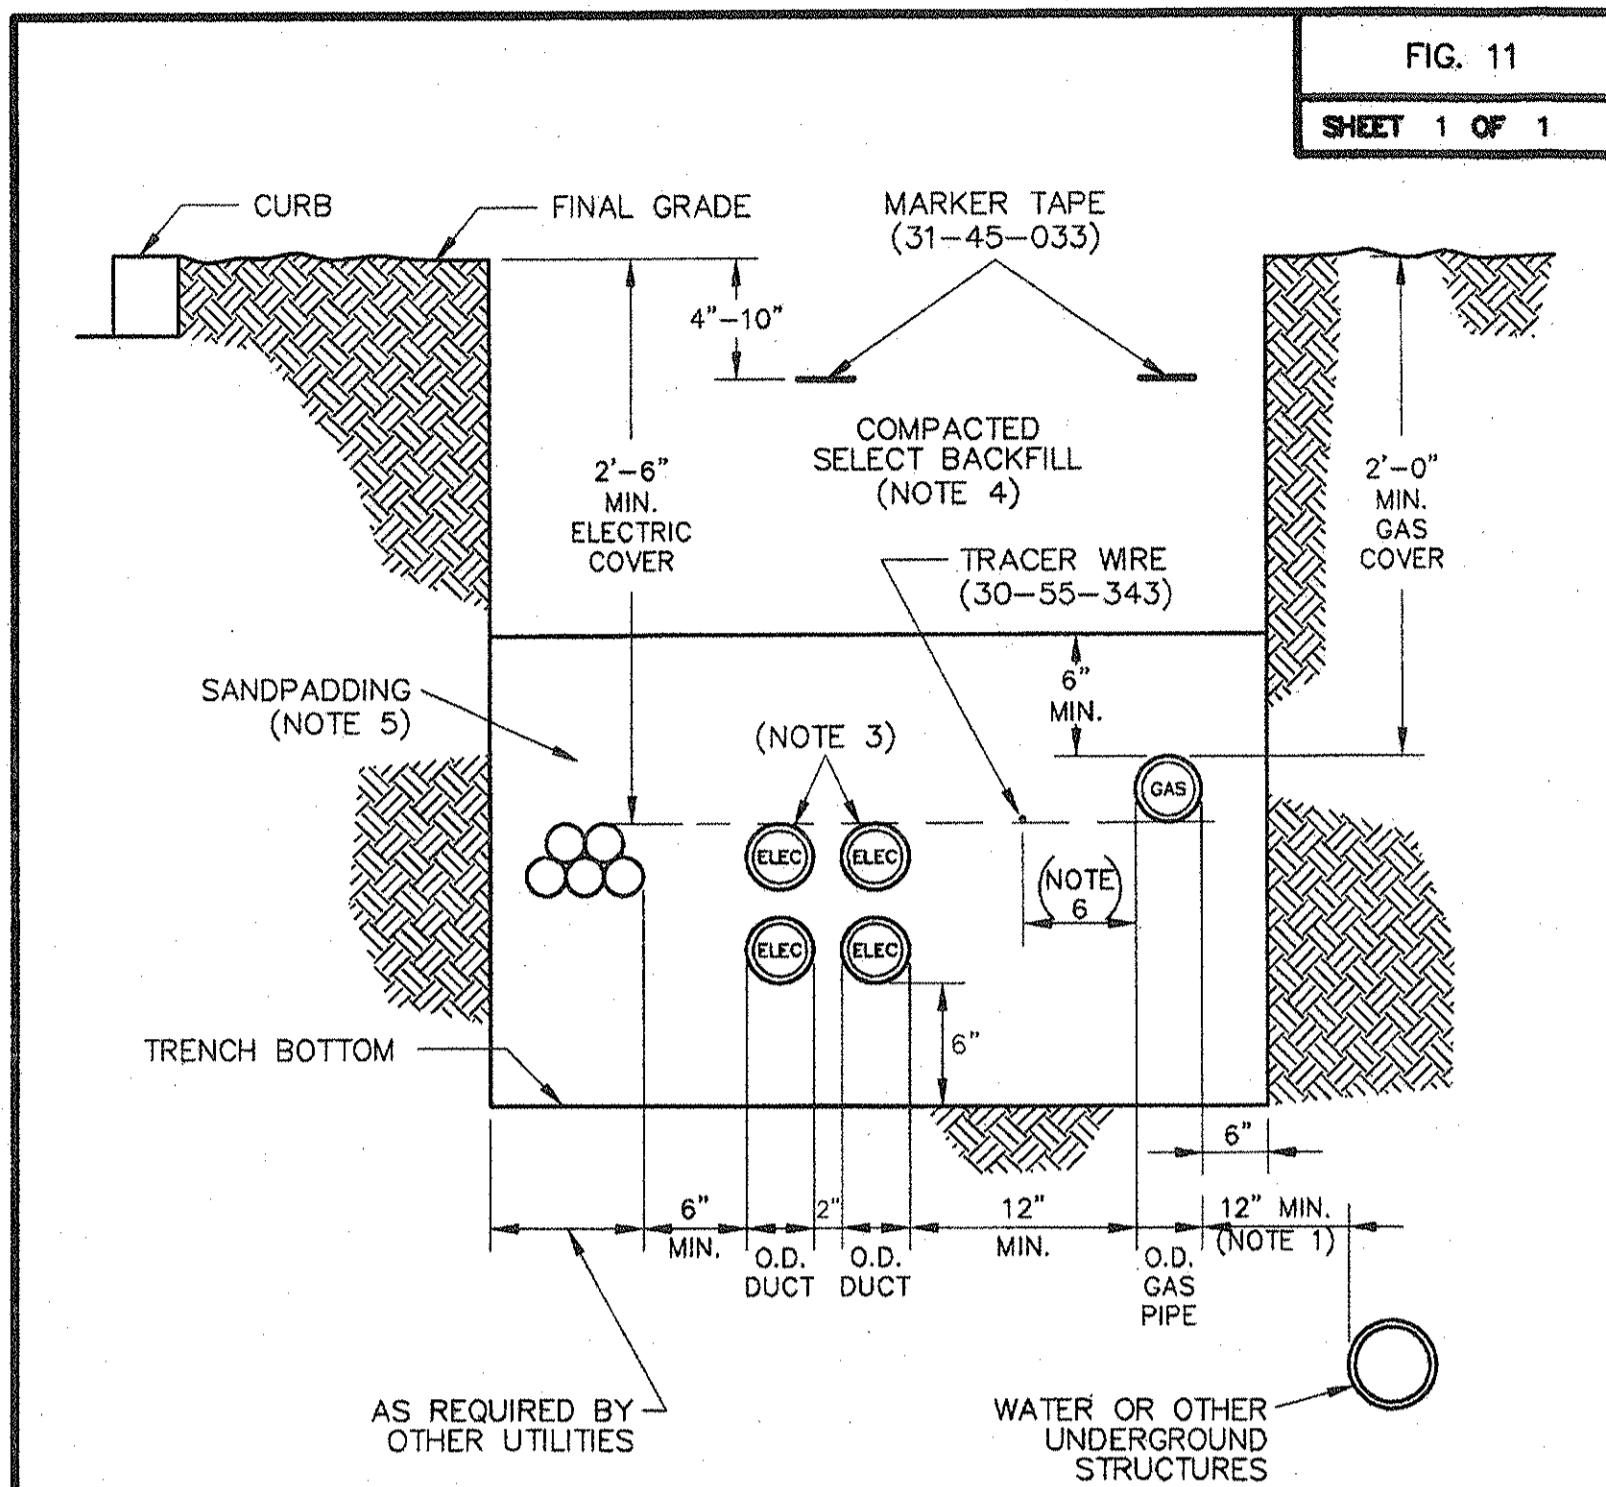 FIG. 11
SHEET 1 OF 1
CURB
FINAL GRADE
MARKER TAPE
(31-45-033)
4"-10"
COMPACTED
SELECT BACKFILL
(NOTE 4)
2'-6"
MIN.
ELECTRIC
COVER
2'-0"
MIN.
GAS
COVER
TRACER WIRE
(30-55-343)
SANDPADDING
(NOTE 5)
6"
MIN.
(NOTE 3)
GAS
ELEC
ELEC
(NOTE
6)
ELEC
ELEC
TRENCH BOTTOM
6"
6"
6"
MIN.
O.D.
DUCT
2"
O.D.
DUCT
12"
MIN.
O.D.
GAS
PIPE
12" MIN.
(NOTE 1)
AS REQUIRED BY
OTHER UTILITIES
WATER OR OTHER
UNDERGROUND
STRUCTURES